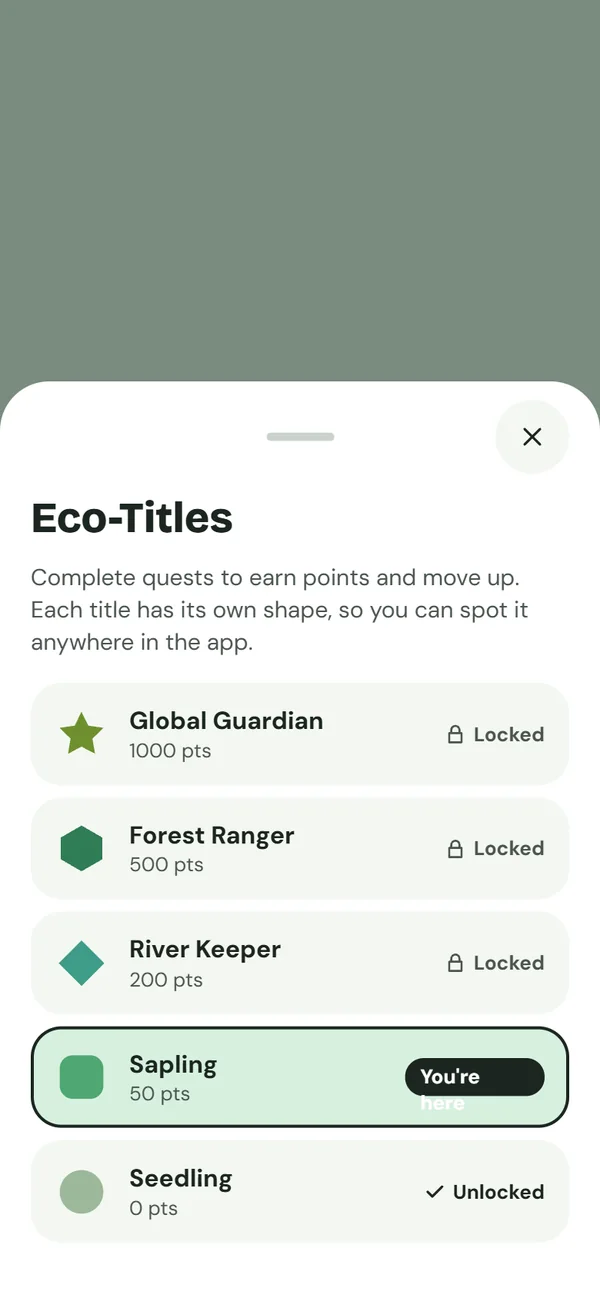 Eco-Titles
Complete quests to earn points and move up.
Each title has its own shape, so you can spot it
anywhere in the app.
Global Guardian
1000 pts
Locked
Forest Ranger
500 pts
Locked
River Keeper
200 pts
Locked
Sapling
50 pts
You're
here
Seedling
0 pts
Unlocked